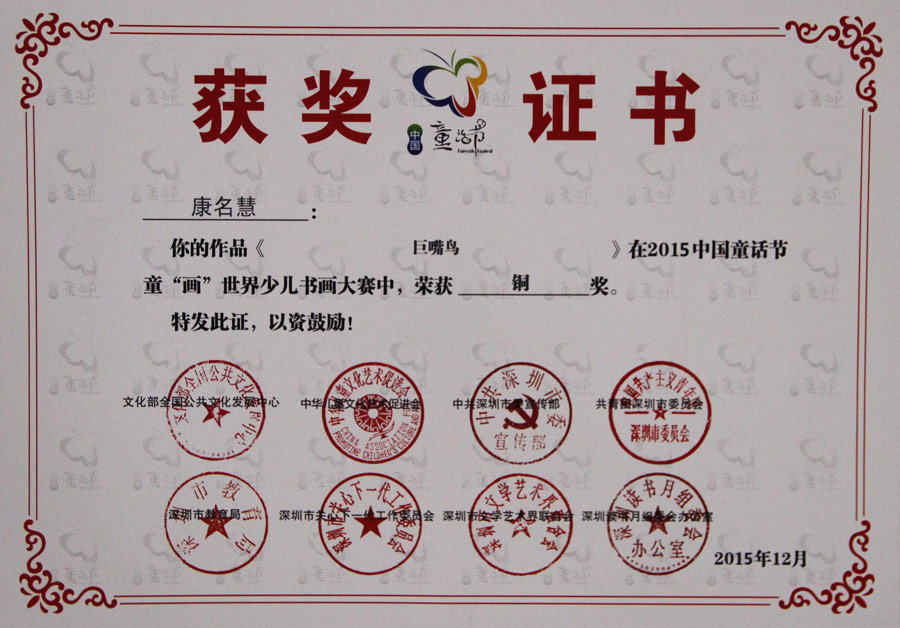 获奖证书
中国童话节
康名慧：
你的作品《 巨嘴鸟 》在2015中国童话节
童“画”世界少儿书画大赛中，荣获 铜 奖。
特发此证，以资鼓励！
文化部全国公共文化发展中心 中华儿童文化艺术促进会 中共深圳市委宣传部 共青团深圳市委员会
深圳市教育局 深圳市关心下一代工作委员会 深圳市文学艺术界联合会 深圳读书月组委会办公室
2015年12月